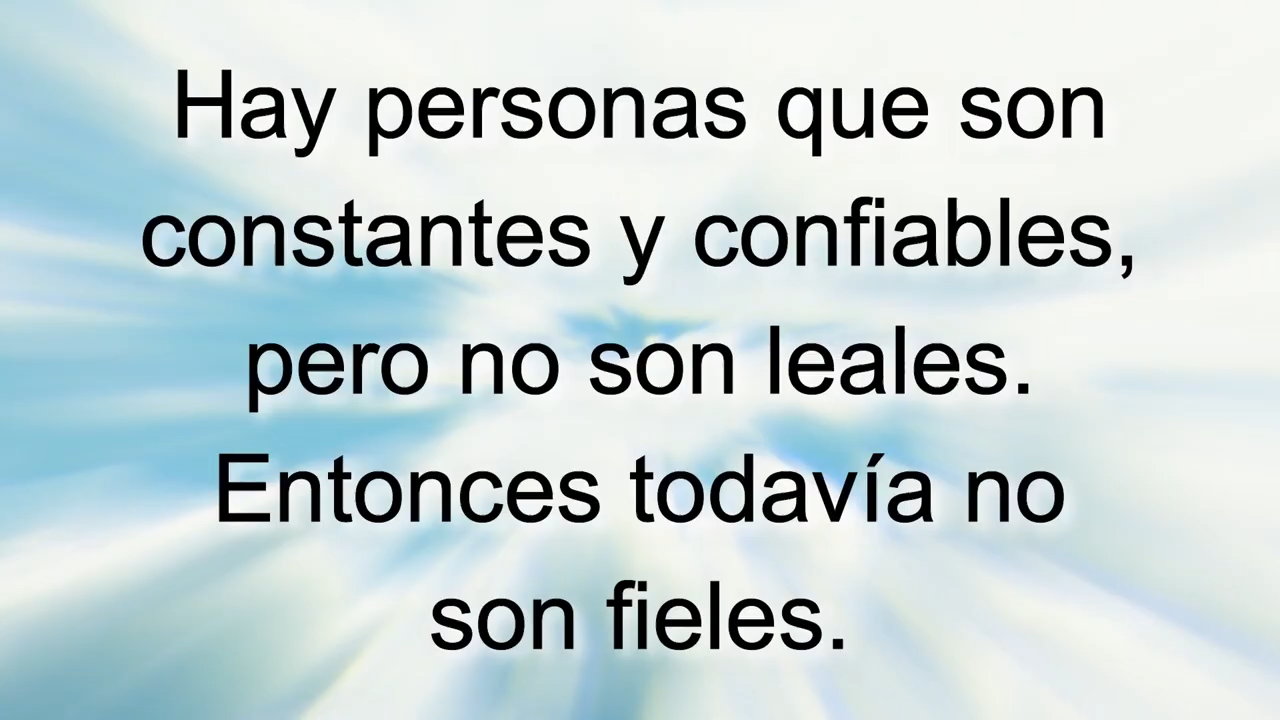 Hay personas que son
constantes y confiables,
pero no son leales.
Entonces todavía no
son fieles.